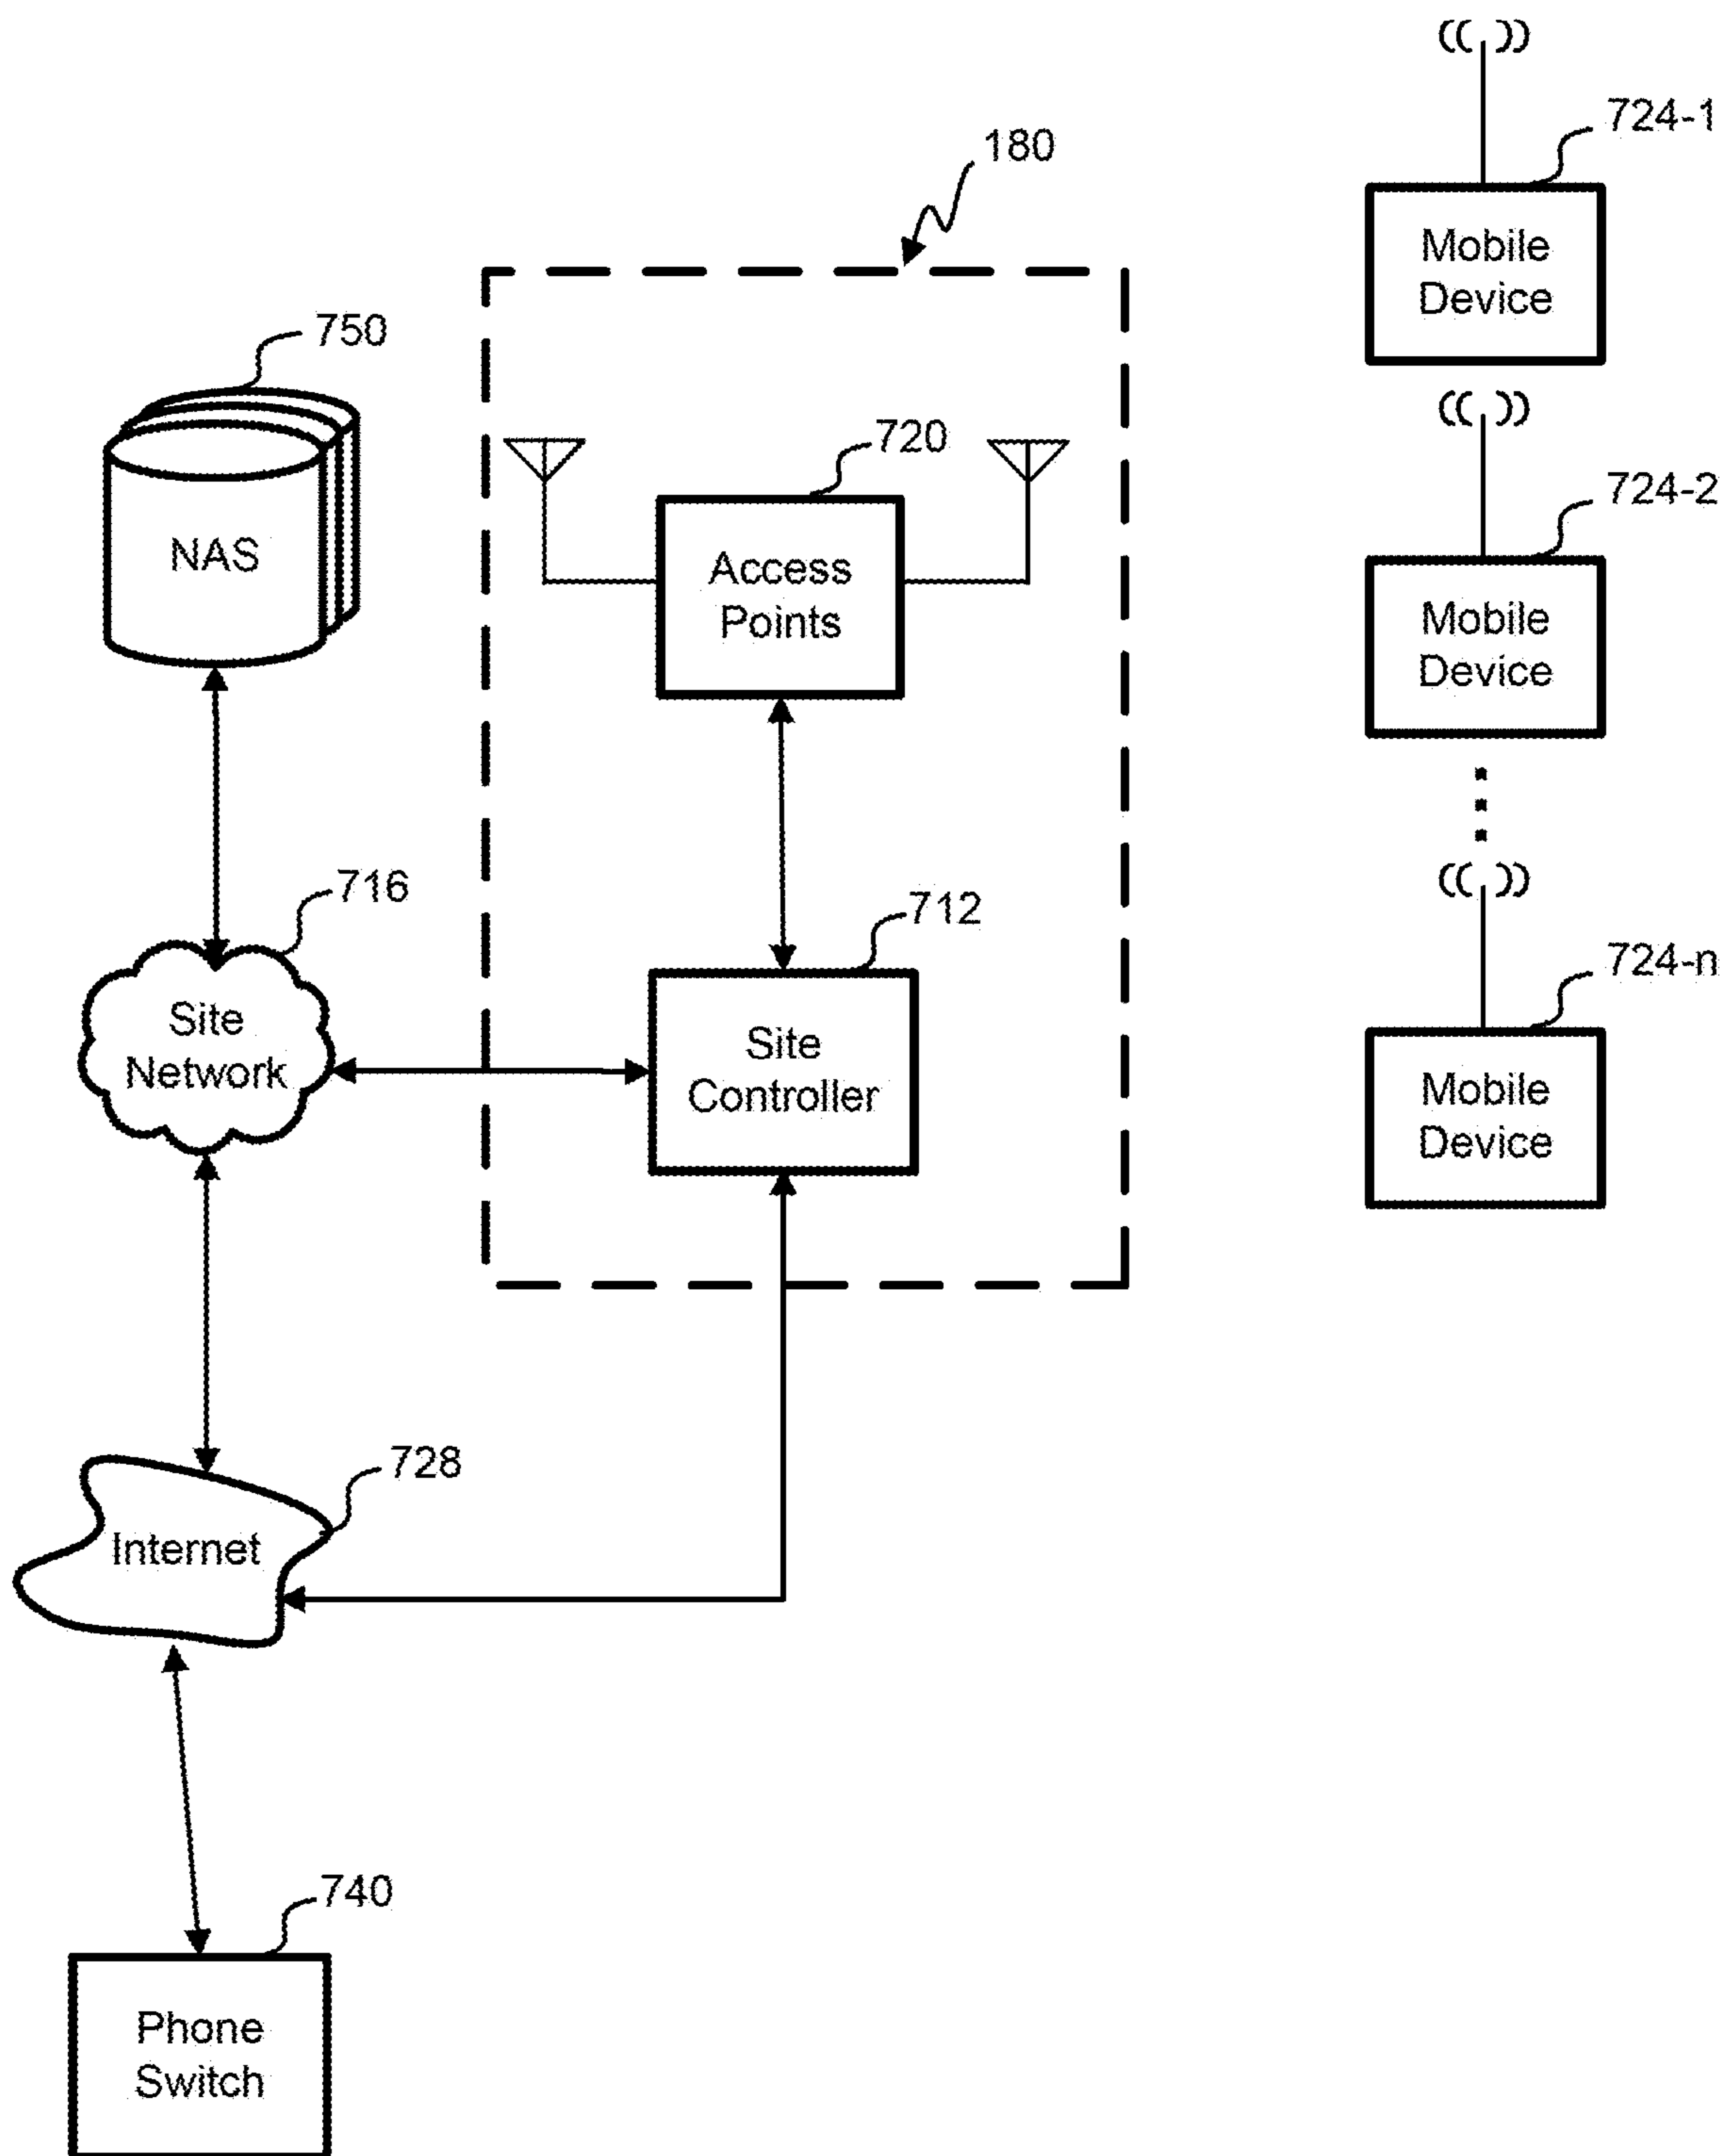 724-1
180
Mobile
Device
750
720
724-2
NAS
Access
Points
Mobile
Device
716
712
724-n
Site
Network
Site
Controller
Mobile
Device
728
Internet
740
Phone
Switch